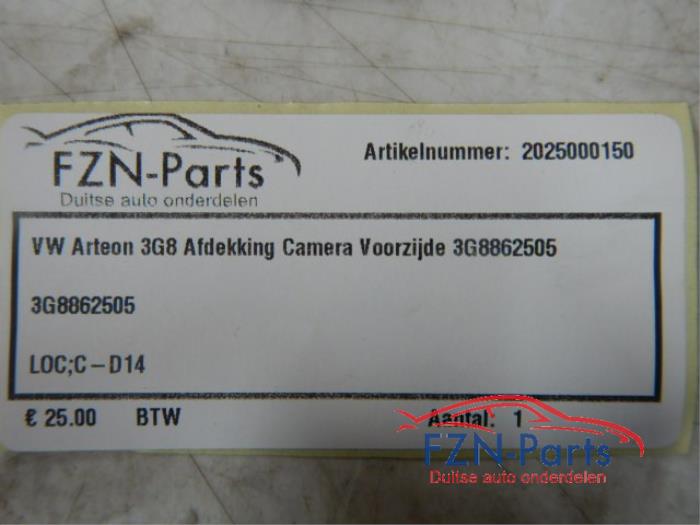 FZN-Parts
Duitse auto onderdelen
Artikelnummer: 2025000150
VW Arteon 3G8 Afdekking Camera Voorzijde 3G8862505
3G8862505
LOC;C-D14
€ 25.00 BTW Aantal: 1
FZN-Parts
Duitse auto onderdelen